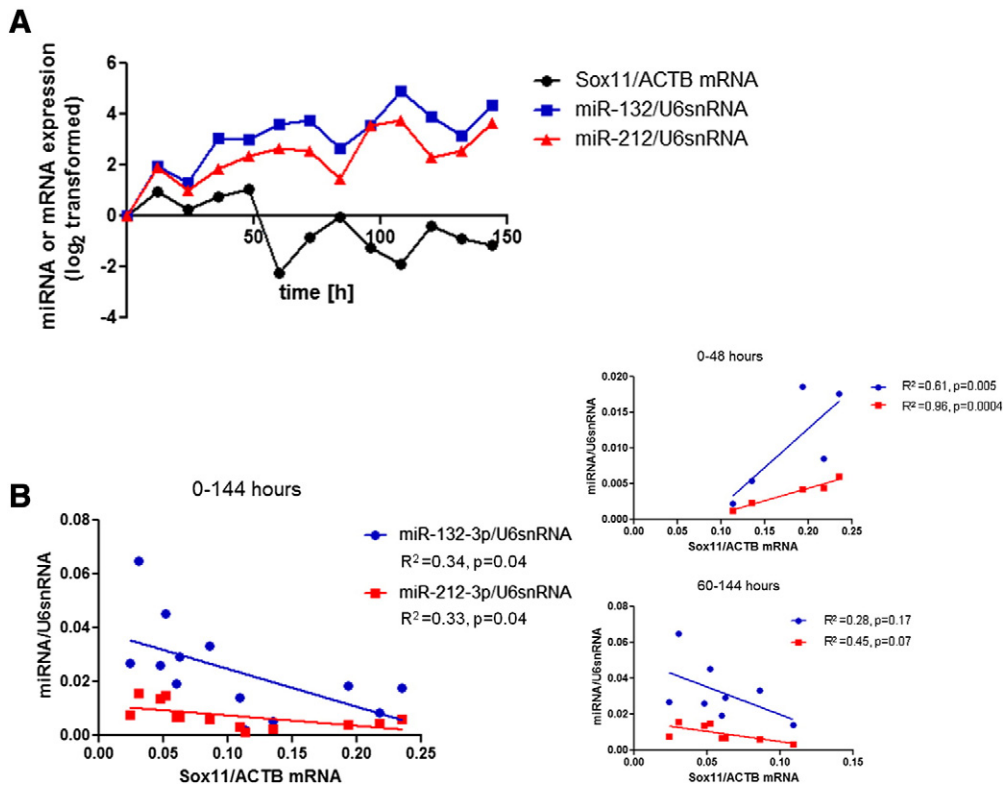 A
miRNA or mRNA expression
(log2 transformed)
6
4
2
0
-2
-4
50
100
150
time [h]
Sox11/ACTB mRNA
miR-132/U6snRNA
miR-212/U6snRNA
B
0-144 hours
miRNA/U6snRNA
0.08
0.06
0.04
0.02
0.00
0.00
0.05
0.10
0.15
0.20
0.25
Sox11/ACTB mRNA
miR-132-3p/U6snRNA
R²=0.34, p=0.04
miR-212-3p/U6snRNA
R²=0.33, p=0.04
0-48 hours
miRNA/U6snRNA
0.020
0.015
0.010
0.005
0.000
0.00
0.05
0.10
0.15
0.20
0.25
Sox11/ACTB mRNA
R²=0.61, p=0.005
R²=0.96, p=0.0004
60-144 hours
miRNA/U6snRNA
0.08
0.06
0.04
0.02
0.00
0.00
0.05
0.10
0.15
Sox11/ACTB mRNA
R²=0.28, p=0.17
R²=0.45, p=0.07